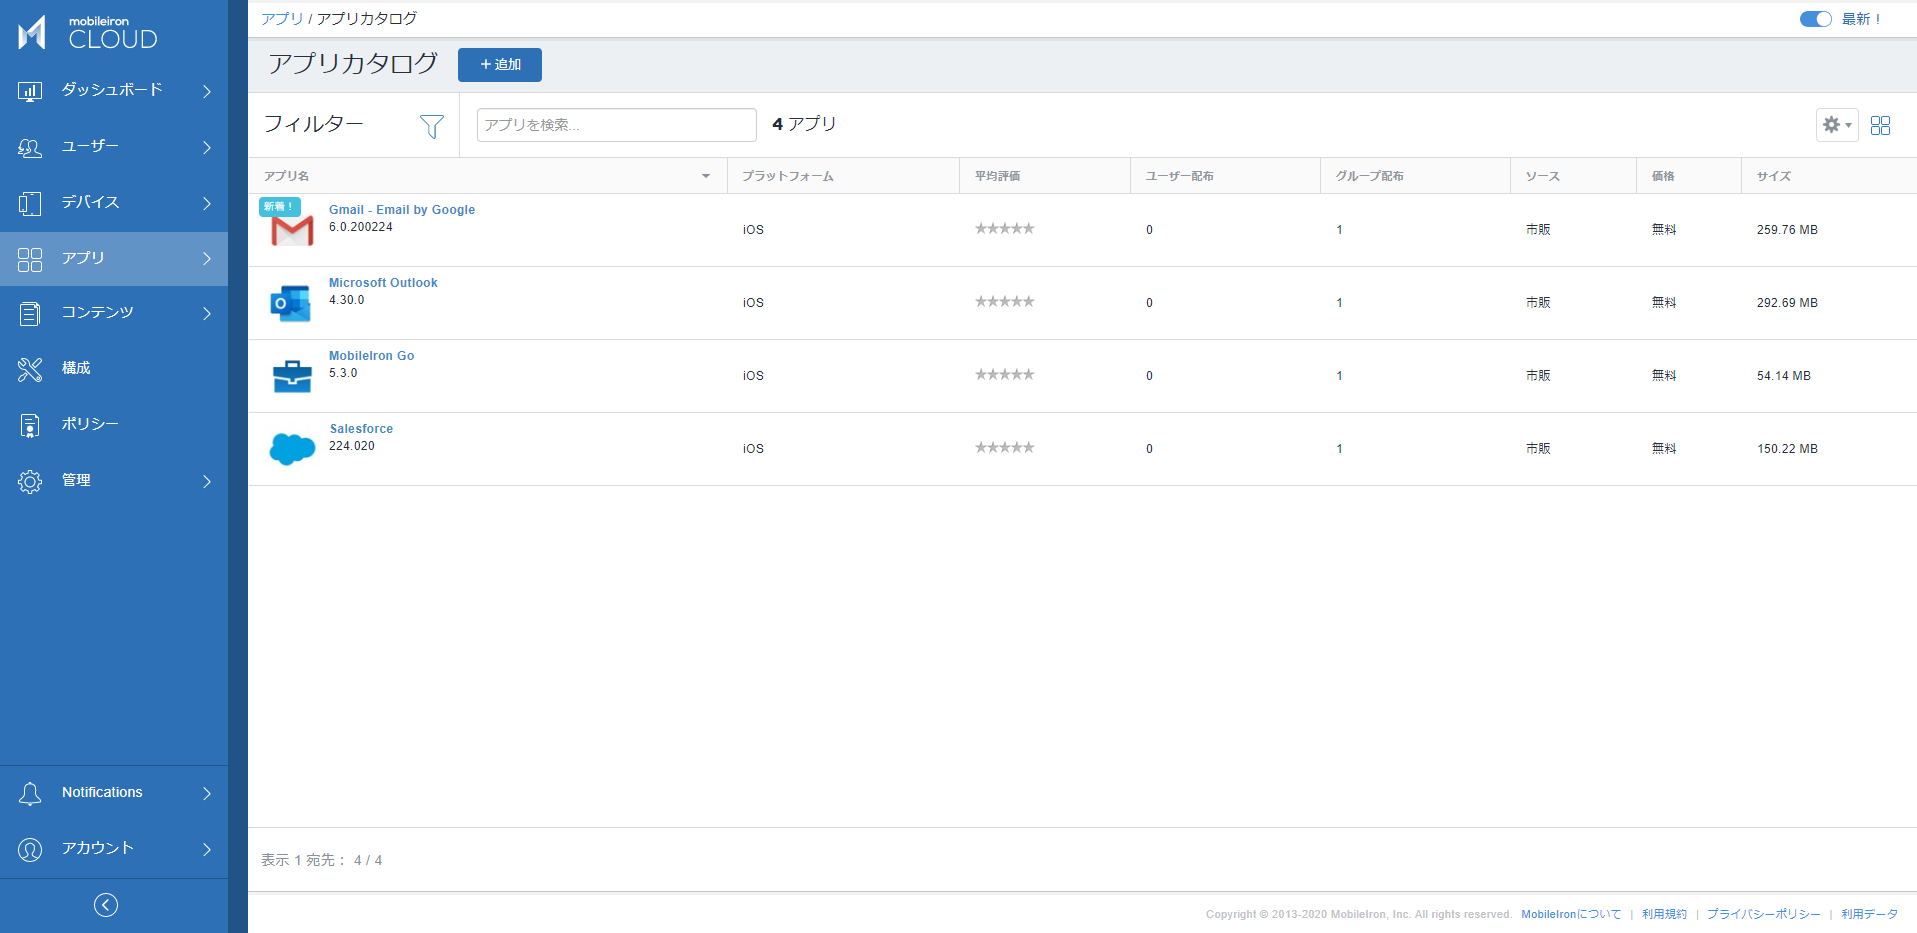 mobileiron
CLOUD
ダッシュボード
ユーザー
デバイス
アプリ
コンテンツ
構成
ポリシー
管理
Notifications
アカウント
アプリ / アプリカタログ
最新！
アプリカタログ
+ 追加
フィルター
アプリを検索...
4 アプリ
アプリ名 プラットフォーム 平均評価 ユーザー配布 グループ配布 ソース 価格 サイズ
新着！
Gmail - Email by Google
6.0.200224
iOS ★★★★★ 0 1 市販 無料 259.76 MB
Microsoft Outlook
4.30.0
iOS ★★★★★ 0 1 市販 無料 292.69 MB
MobileIron Go
5.3.0
iOS ★★★★★ 0 1 市販 無料 54.14 MB
Salesforce
224.020
iOS ★★★★★ 0 1 市販 無料 150.22 MB
表示 1 宛先： 4 / 4
Copyright © 2013-2020 MobileIron, Inc. All rights reserved. MobileIronについて | 利用規約 | プライバシーポリシー | 利用データ